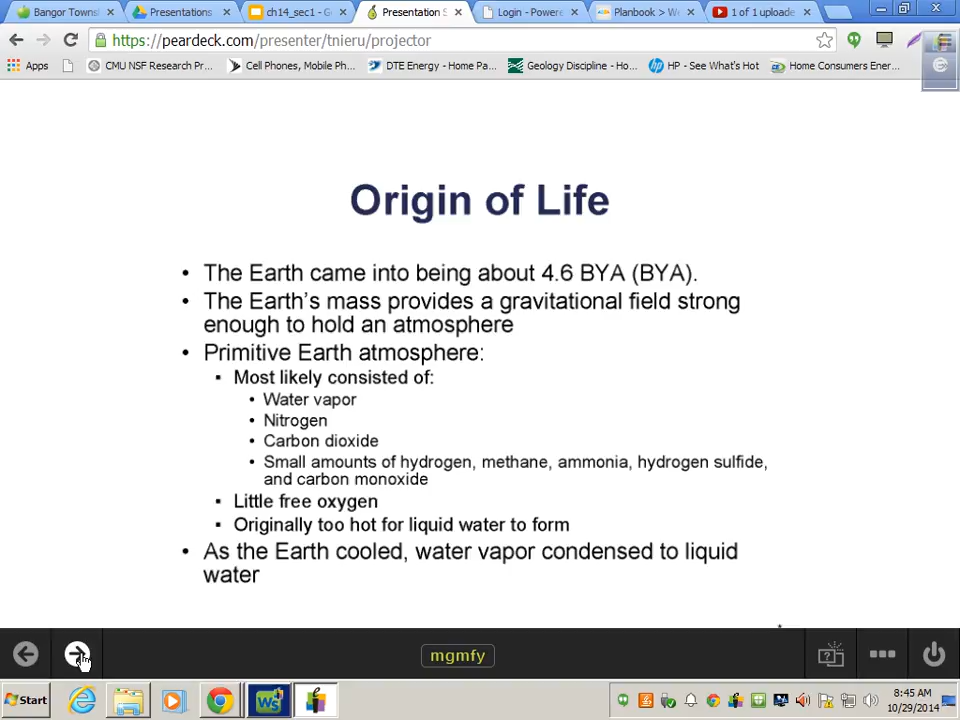 Bangor Towns
Presentations
ch14_sec1 - G
Presentation S
Login - Power
Planbook > W
1 of 1 uploade
https://peardeck.com/presenter/tnieru/projector
Apps
CMU NSF Research Pr...
Cell Phones, Mobile Ph...
DTE Energy - Home Pa...
Geology Discipline - Ho...
HP - See What's Hot
Home Consumers Ener...
Origin of Life
• The Earth came into being about 4.6 BYA (BYA).
• The Earth's mass provides a gravitational field strong
enough to hold an atmosphere
• Primitive Earth atmosphere:
▪ Most likely consisted of:
• Water vapor
• Nitrogen
• Carbon dioxide
• Small amounts of hydrogen, methane, ammonia, hydrogen sulfide,
and carbon monoxide
▪ Little free oxygen
▪ Originally too hot for liquid water to form
• As the Earth cooled, water vapor condensed to liquid
water
*
mgmfy
Start
WS
8:45 AM
10/29/2014